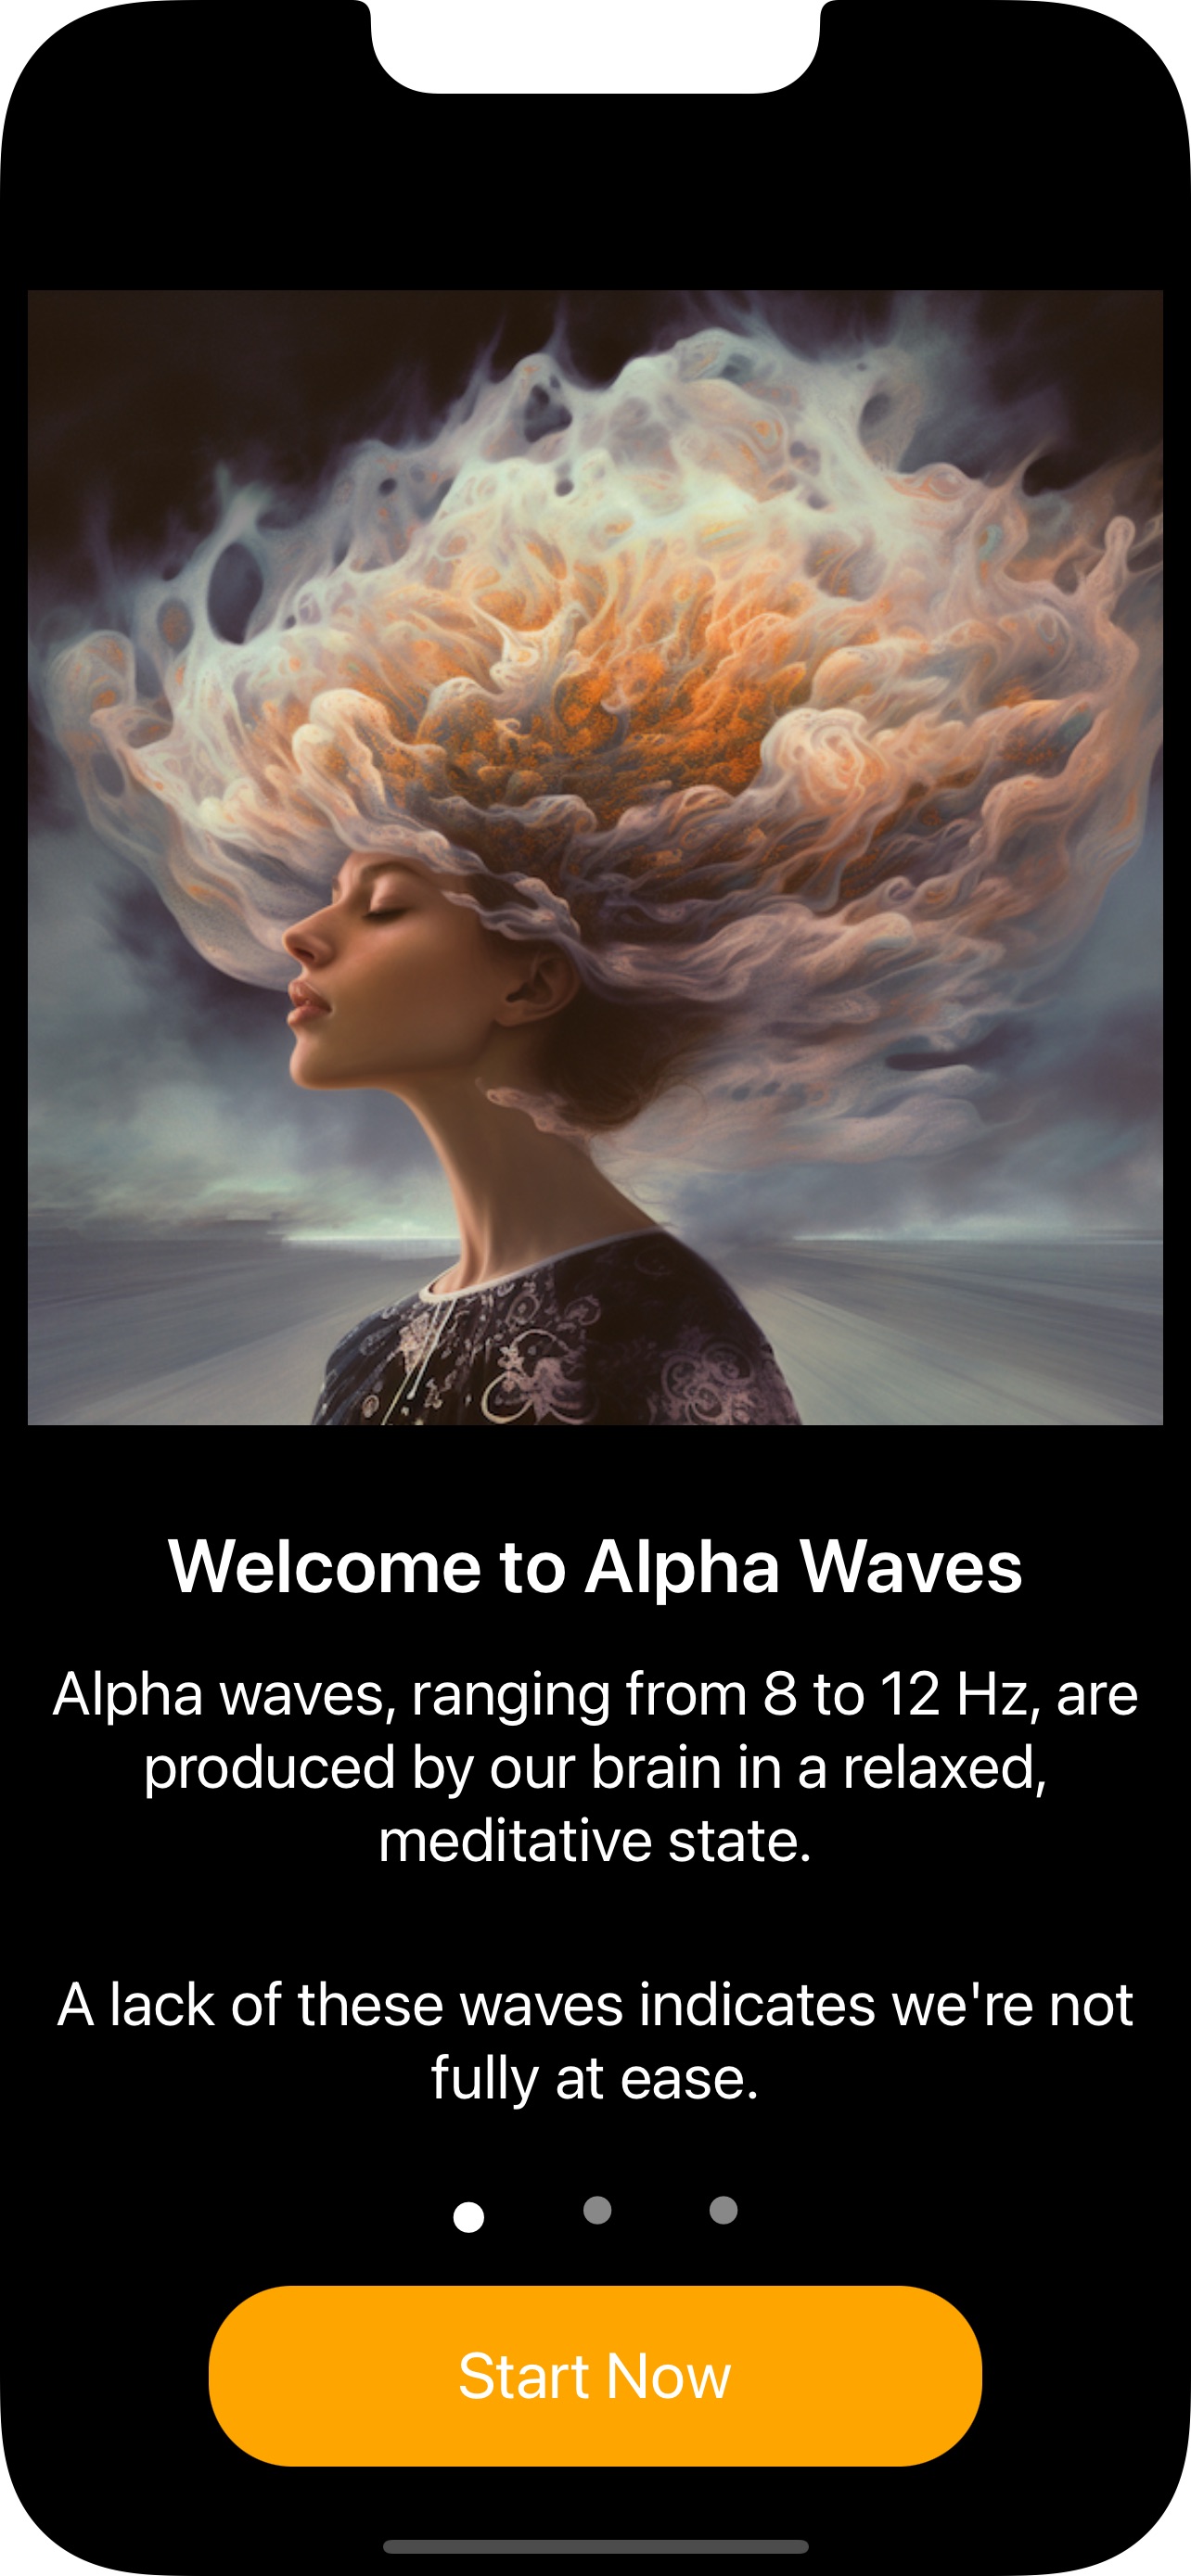 Welcome to Alpha Waves
Alpha waves, ranging from 8 to 12 Hz, are
produced by our brain in a relaxed,
meditative state.
A lack of these waves indicates we're not
fully at ease.
Start Now